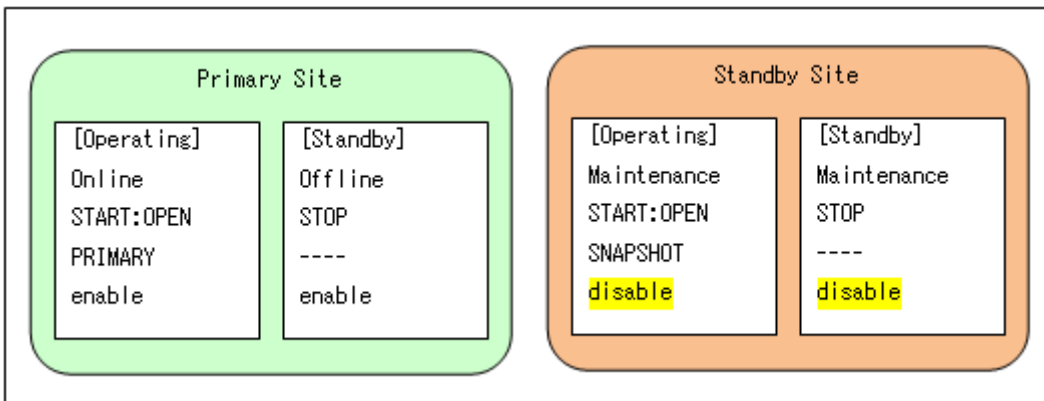 Primary Site
[Operating]
Online
START:OPEN
PRIMARY
enable
[Standby]
Offline
STOP
----
enable
Standby Site
[Operating]
Maintenance
START:OPEN
SNAPSHOT
disable
[Standby]
Maintenance
STOP
----
disable